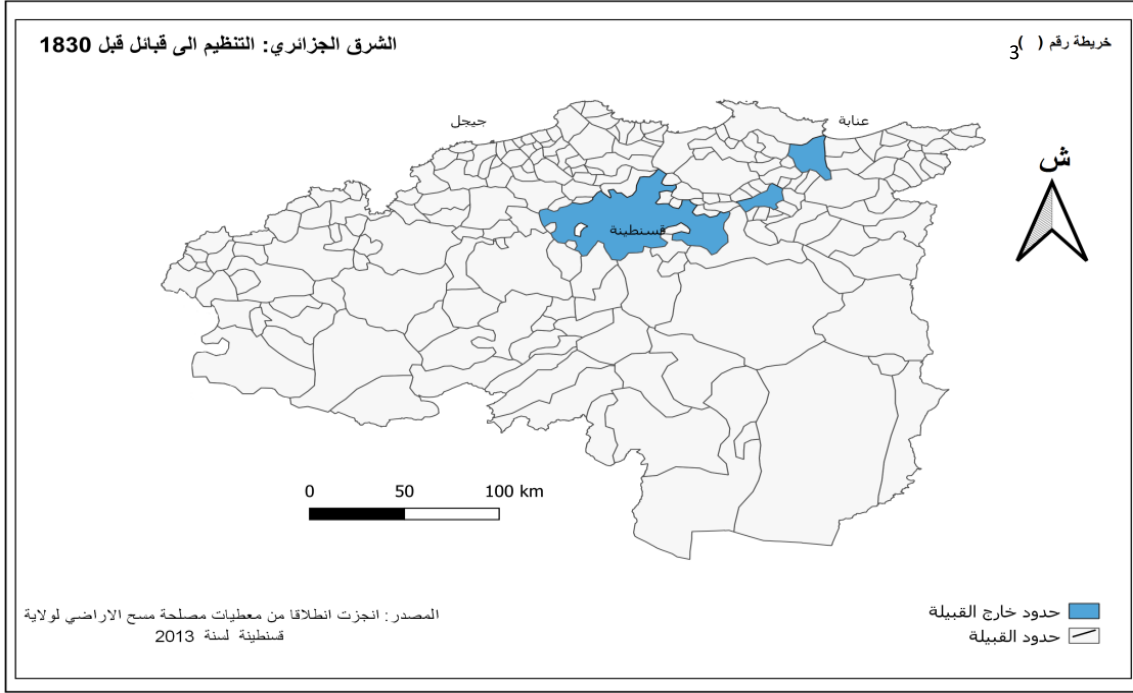 خريطة رقم ( )3
الشرق الجزائري: التنظيم الى قبائل قبل 1830
عنابة
جيجل
ش
قسنطينة
0 50 100 km
حدود خارج القبيلة
حدود القبيلة
المصدر: انجزت انطلاقا من معطيات مصلحة مسح الاراضي لولاية
قسنطينة لسنة 2013